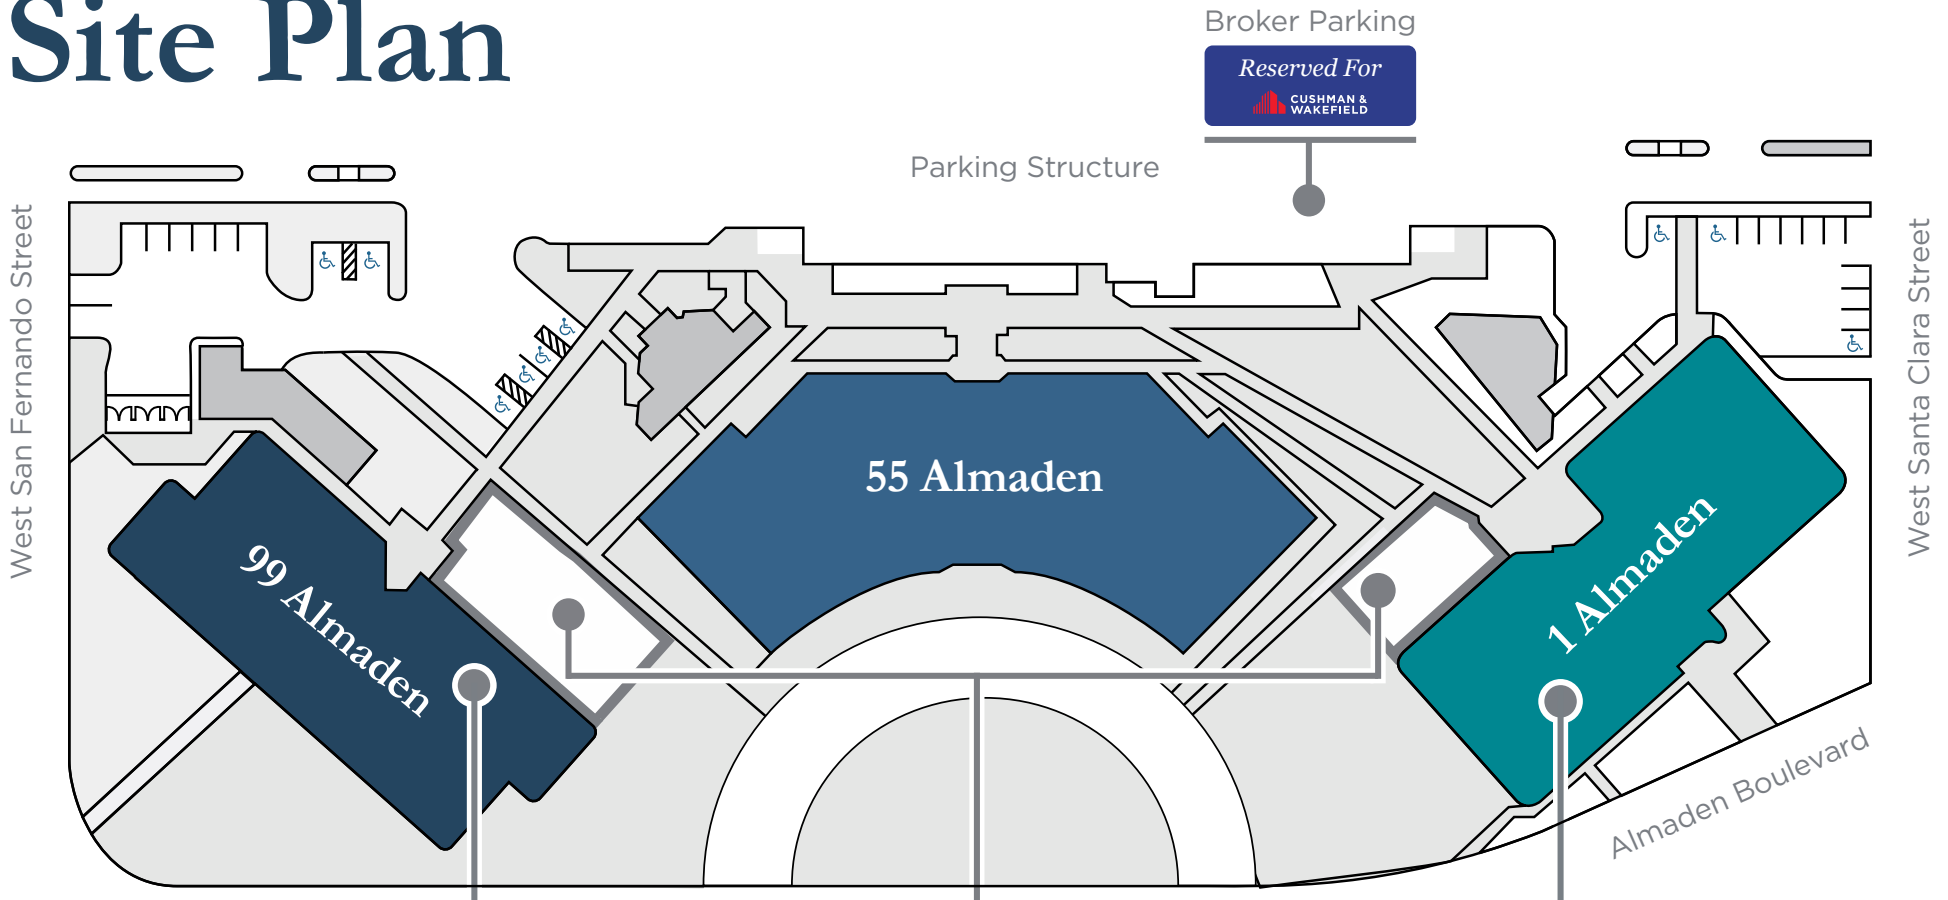 Site Plan
Broker Parking
Reserved For
CUSHMAN &
WAKEFIELD
Parking Structure
West San Fernando Street
West Santa Clara Street
55 Almaden
99 Almaden
1 Almaden
Almaden Boulevard